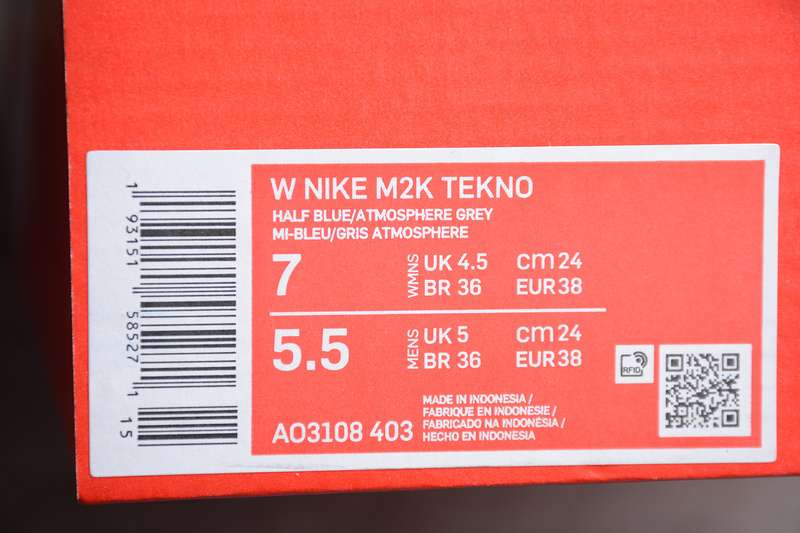 W NIKE M2K TEKNO
HALF BLUE/ATMOSPHERE GREY
MI-BLEU/GRIS ATMOSPHERE
7 WMNS UK 4.5 cm 24
BR 36 EUR 38
5.5 MENS UK 5 cm 24
BR 36 EUR 38
AO3108 403
MADE IN INDONESIA /
FABRIQUE EN INDONESIE /
FABRICADO NA INDONÉSIA /
HECHO EN INDONESIA
RFID
1 93151 58527 1 15